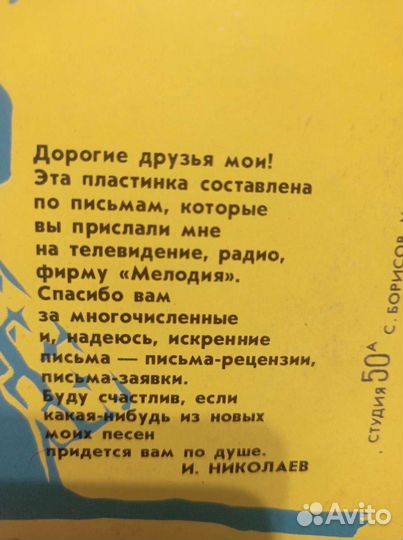 Дорогие друзья мои!
Эта пластинка составлена
по письмам, которые
вы прислали мне
на телевидение, радио,
фирму «Мелодия».
Спасибо вам
за многочисленные
и, надеюсь, искренние
письма — письма-рецензии,
письма-заявки.
Буду счастлив, если
какая-нибудь из новых
моих песен
придется вам по душе.
И. НИКОЛАЕВ
СТУДИЯ 50А С. БОРИСОВ,
Avito